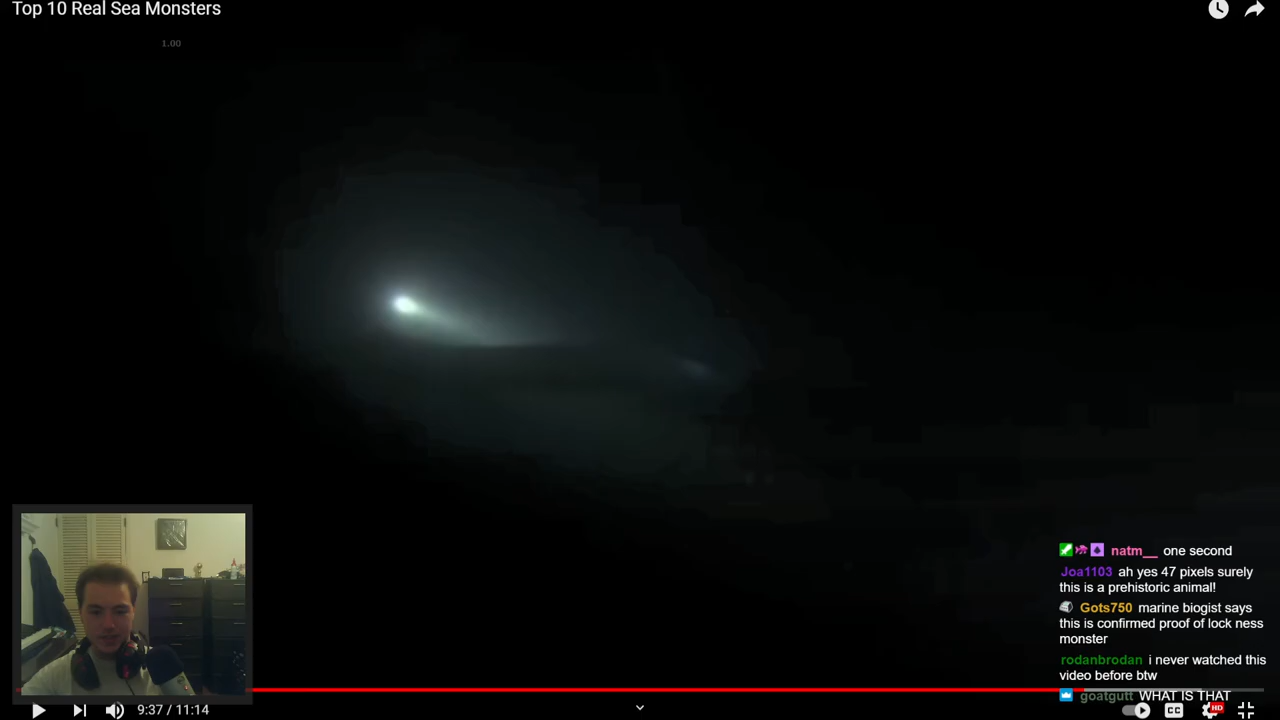 Top 10 Real Sea Monsters
1.00
natm__ one second
Joa1103 ah yes 47 pixels surely
this is a prehistoric animal!
Gots750 marine biogist says
this is confirmed proof of lock ness
monster
rodanbrodan i never watched this
video before btw
goatgutt WHAT IS THAT
9:37 / 11:14
CC
HD